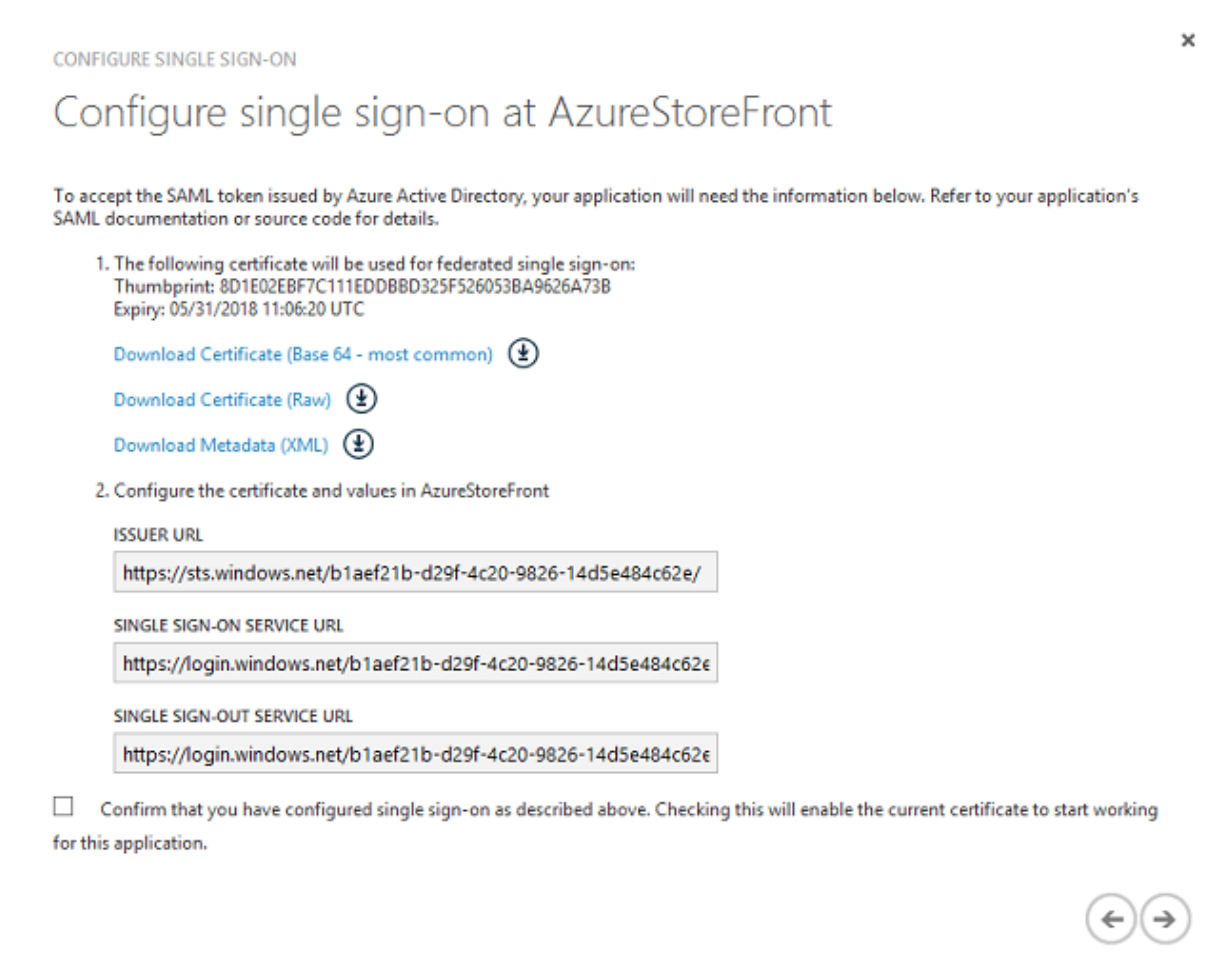 CONFIGURE SINGLE SIGN-ON
Configure single sign-on at AzureStoreFront
To accept the SAML token issued by Azure Active Directory, your application will need the information below. Refer to your application's
SAML documentation or source code for details.
1. The following certificate will be used for federated single sign-on:
Thumbprint: 8D1E02EBF7C111EDDBBD325F526053BA9626A73B
Expiry: 05/31/2018 11:06:20 UTC
Download Certificate (Base 64 - most common)
Download Certificate (Raw)
Download Metadata (XML)
2. Configure the certificate and values in AzureStoreFront
ISSUER URL
https://sts.windows.net/b1aef21b-d29f-4c20-9826-14d5e484c62e/
SINGLE SIGN-ON SERVICE URL
https://login.windows.net/b1aef21b-d29f-4c20-9826-14d5e484c62e
SINGLE SIGN-OUT SERVICE URL
https://login.windows.net/b1aef21b-d29f-4c20-9826-14d5e484c62e
Confirm that you have configured single sign-on as described above. Checking this will enable the current certificate to start working
for this application.